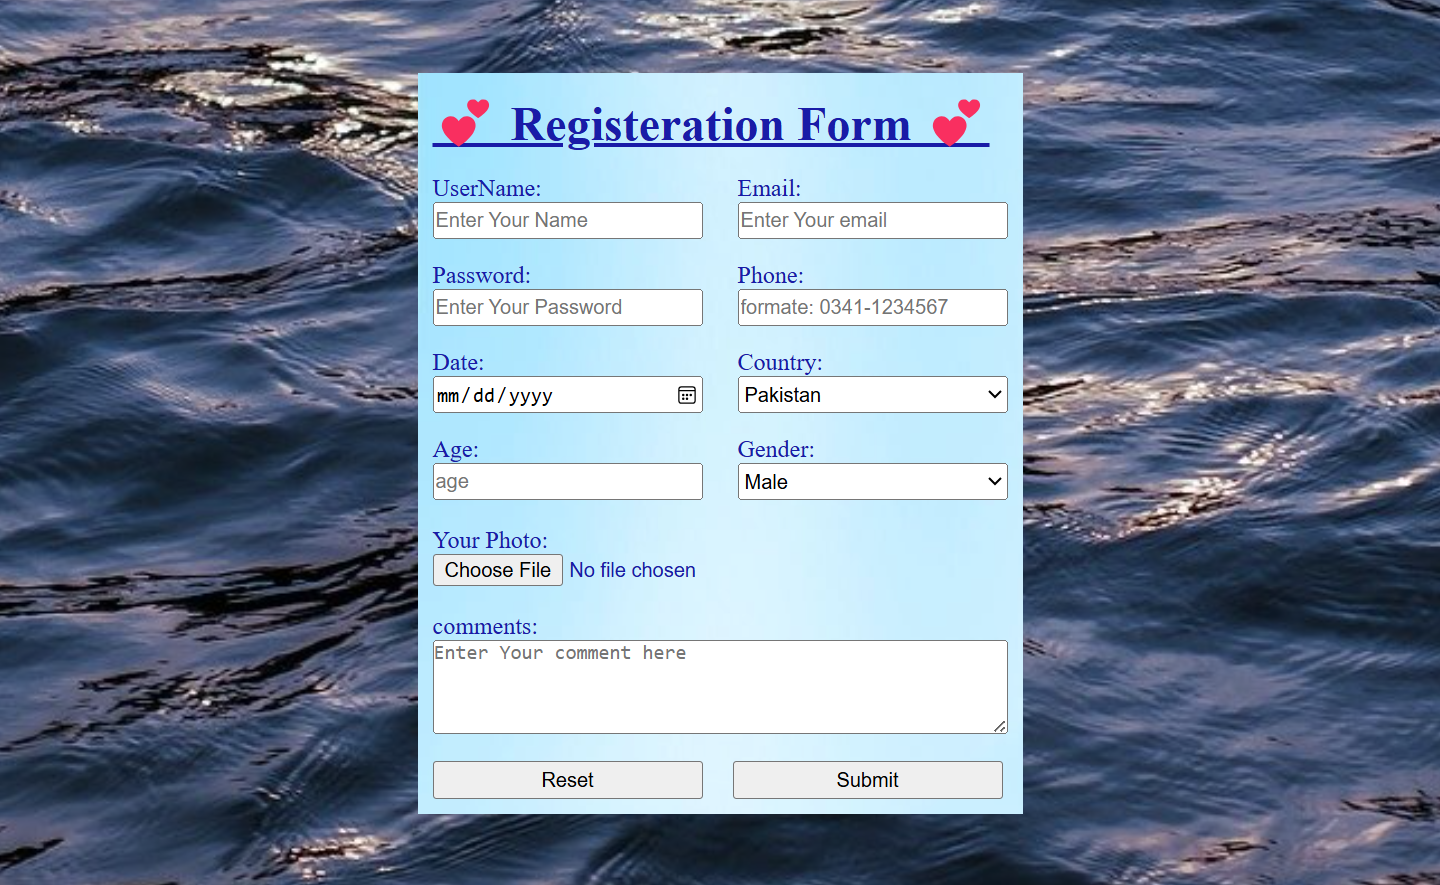 💕 Registeration Form 💕
UserName: Email:
Enter Your Name Enter Your email
Password: Phone:
Enter Your Password formate: 0341-1234567
Date: Country:
mm/dd/yyyy Pakistan
Age: Gender:
age Male
Your Photo:
Choose File No file chosen
comments:
Enter Your comment here
Reset Submit